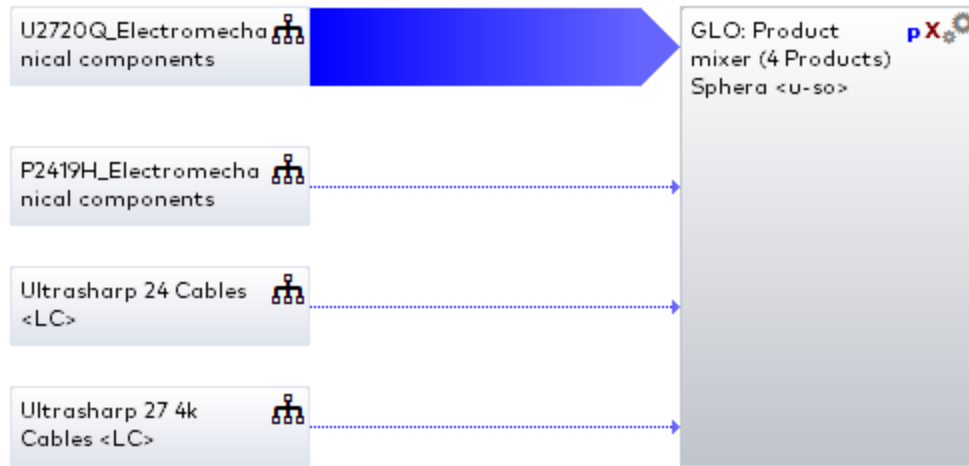 U2720Q_Electromecha
nical components
GLO: Product
mixer (4 Products)
Sphera <u-so>
pX
P2419H_Electromecha
nical components
Ultrasharp 24 Cables
<LC>
Ultrasharp 27 4k
Cables <LC>